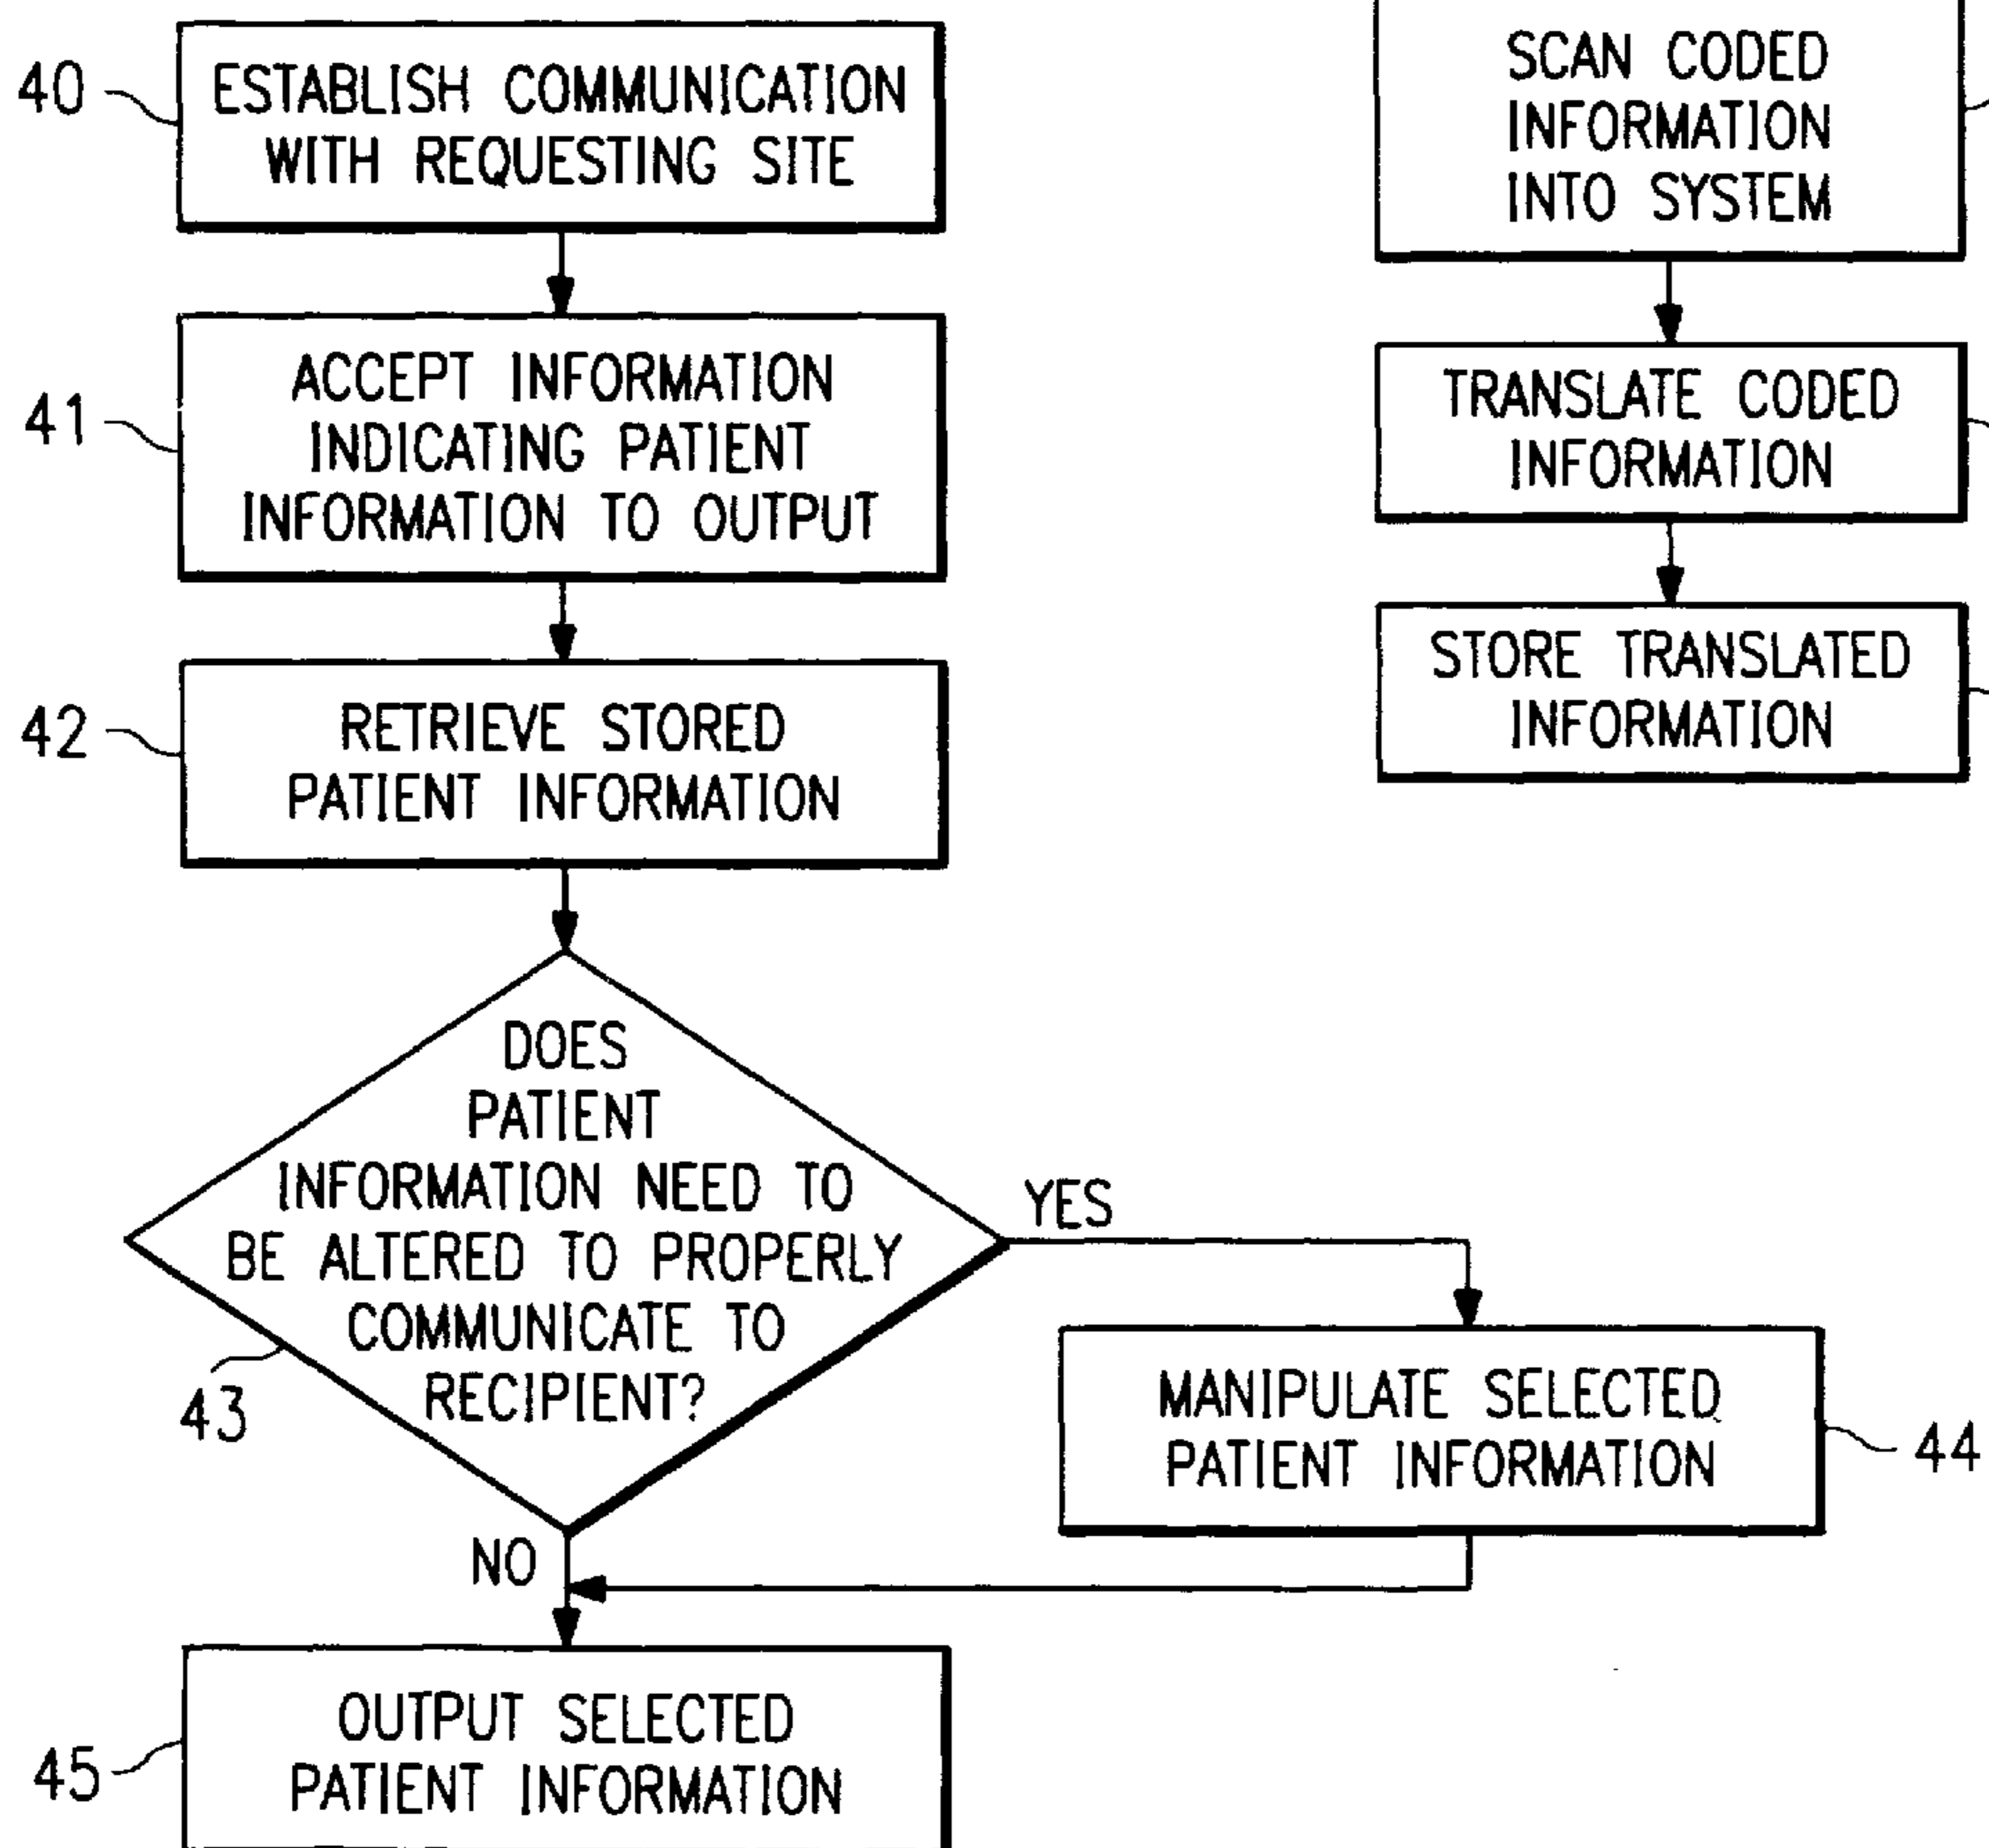 40
ESTABLISH COMMUNICATION
WITH REQUESTING SITE
41
ACCEPT INFORMATION
INDICATING PATIENT
INFORMATION TO OUTPUT
42
RETRIEVE STORED
PATIENT INFORMATION
DOES
PATIENT
INFORMATION NEED TO
BE ALTERED TO PROPERLY
COMMUNICATE TO
RECIPIENT?
43
YES
NO
MANIPULATE SELECTED
PATIENT INFORMATION
44
45
OUTPUT SELECTED
PATIENT INFORMATION
SCAN CODED
INFORMATION
INTO SYSTEM
TRANSLATE CODED
INFORMATION
STORE TRANSLATED
INFORMATION